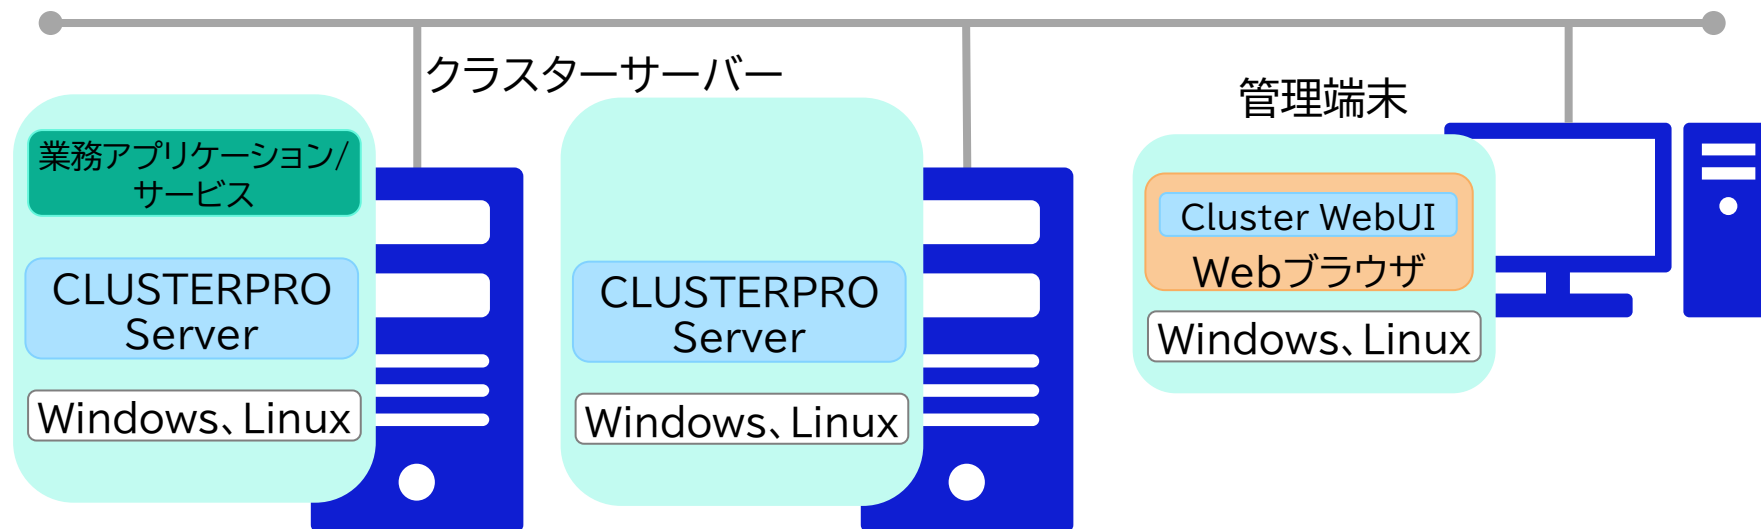 クラスターサーバー
管理端末
業務アプリケーション/
サービス
CLUSTERPRO
Server
Windows、Linux
CLUSTERPRO
Server
Windows、Linux
Cluster WebUI
Webブラウザ
Windows、Linux